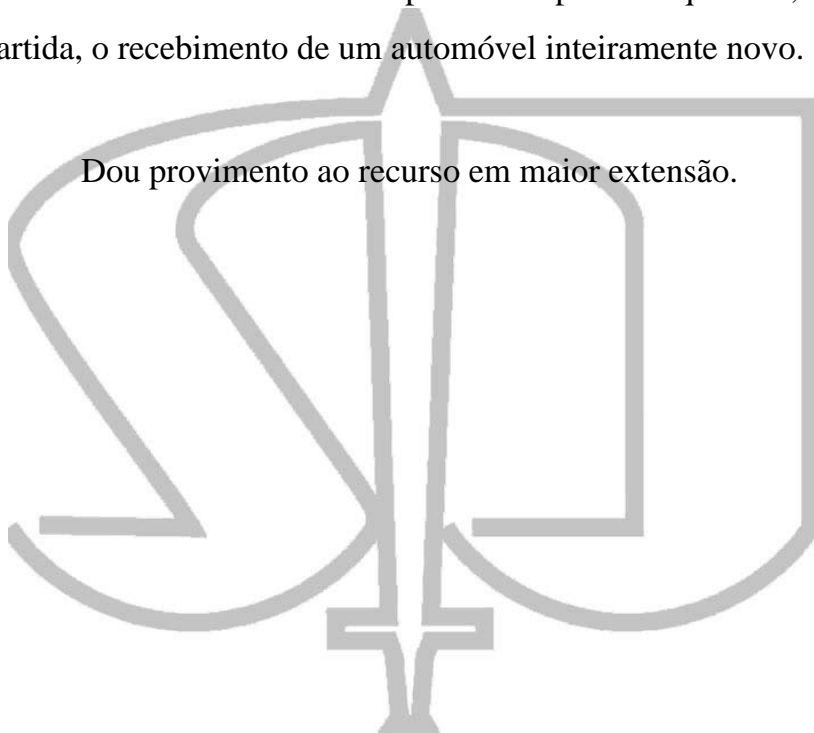 artida, o recebimento de um automóvel inteiramente novo.
Dou provimento ao recurso em maior extensão.